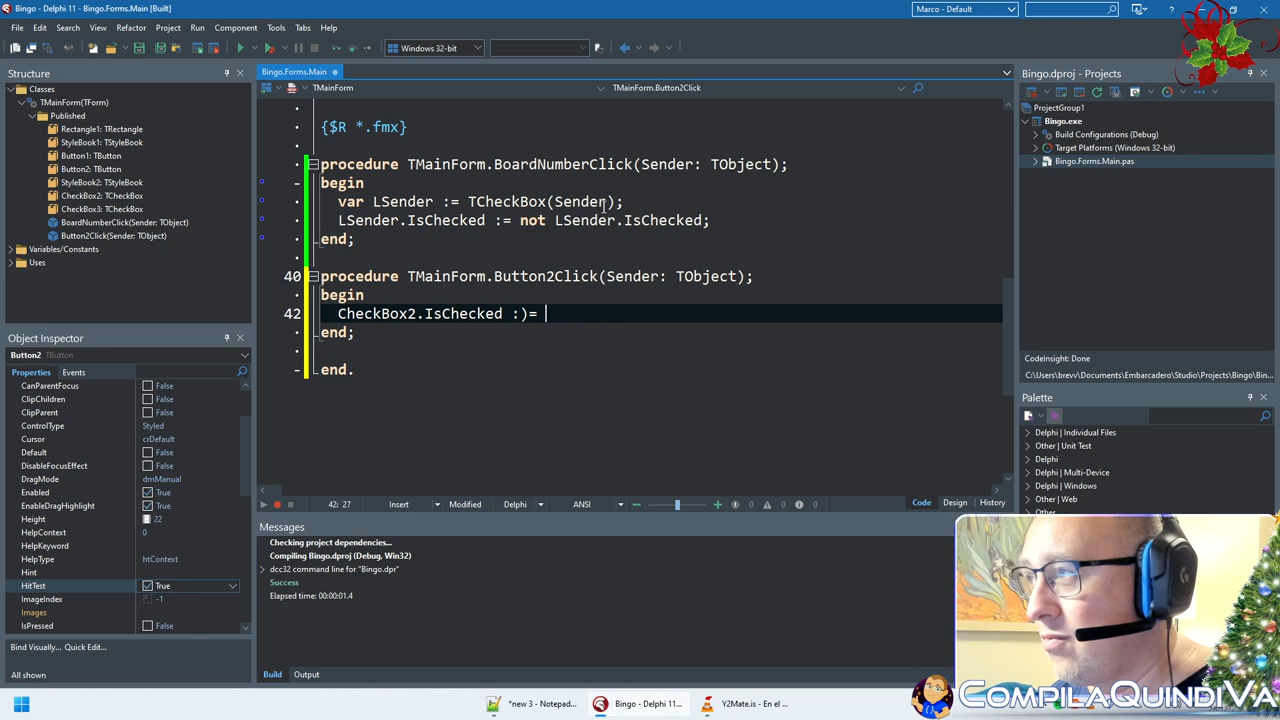 Bingo - Delphi 11 - Bingo.Forms.Main [Built]
Marco - Default
File Edit Search View Refactor Project Run Component Tools Tabs Help
Windows 32-bit
Structure
Classes
TMainForm(TForm)
Published
Rectangle1: TRectangle
StyleBook1: TStyleBook
Button1: TButton
Button2: TButton
StyleBook2: TStyleBook
CheckBox2: TCheckBox
CheckBox3: TCheckBox
BoardNumberClick(Sender: TObject)
Button2Click(Sender: TObject)
Variables/Constants
Uses
Object Inspector
Button2 TButton
Properties Events
CanParentFocus False
ClipChildren False
ClipParent False
ControlType Styled
Cursor crDefault
Default False
DisableFocusEffect False
DragMode dmManual
Enabled True
EnableDragHighlight True
Height 22
HelpContext 0
HelpKeyword
HelpType htContext
Hint
HitTest True
ImageIndex -1
Images
IsPressed False
Bind Visually... Quick Edit...
All shown
Bingo.Forms.Main
TMainForm TMainForm.Button2Click
{$R *.fmx}
procedure TMainForm.BoardNumberClick(Sender: TObject);
begin
var LSender := TCheckBox(Sender);
LSender.IsChecked := not LSender.IsChecked;
end;
40 procedure TMainForm.Button2Click(Sender: TObject);
begin
42 CheckBox2.IsChecked :)=
end;
end.
42: 27 Insert Modified Delphi ANSI 0 0 0 Code Design History
Messages
Checking project dependencies...
Compiling Bingo.dproj (Debug, Win32)
dcc32 command line for "Bingo.dpr"
Success
Elapsed time: 00:00:01.4
Build Output
Bingo.dproj - Projects
ProjectGroup1
Bingo.exe
Build Configurations (Debug)
Target Platforms (Windows 32-bit)
Bingo.Forms.Main.pas
CodeInsight: Done
C:\Users\brevv\Documents\Embarcadero\Studio\Projects\Bingo\Bin...
Palette
Delphi | Individual Files
Other | Unit Test
Delphi
Delphi | Multi-Device
Delphi | Windows
Other | Web
Other
*new 3 - Notepad... Bingo - Delphi 11... Y2Mate.is - En el ...
CompilaQuindiVa